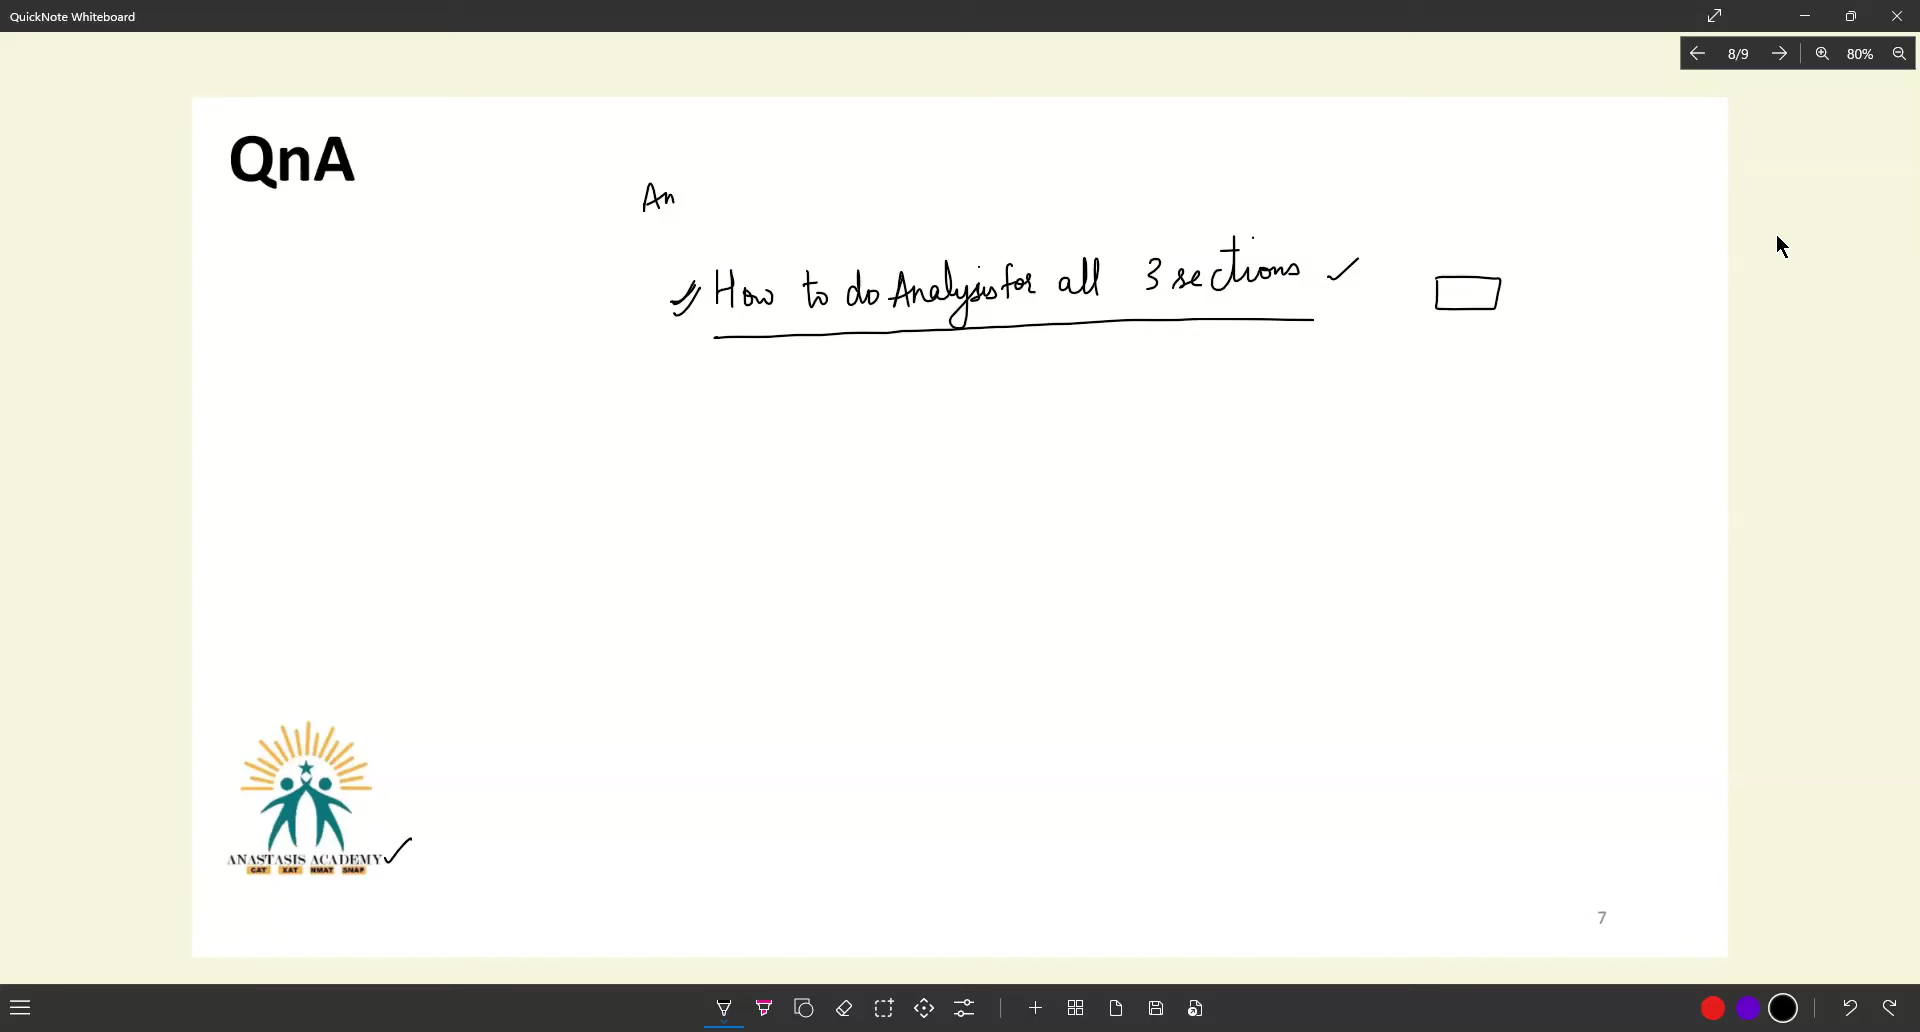 QuickNote Whiteboard
8/9 80%
QnA
An
How to do Analysis for all 3 sections
ANASTASIS ACADEMY
CAT XAT NMAT SNAP
7